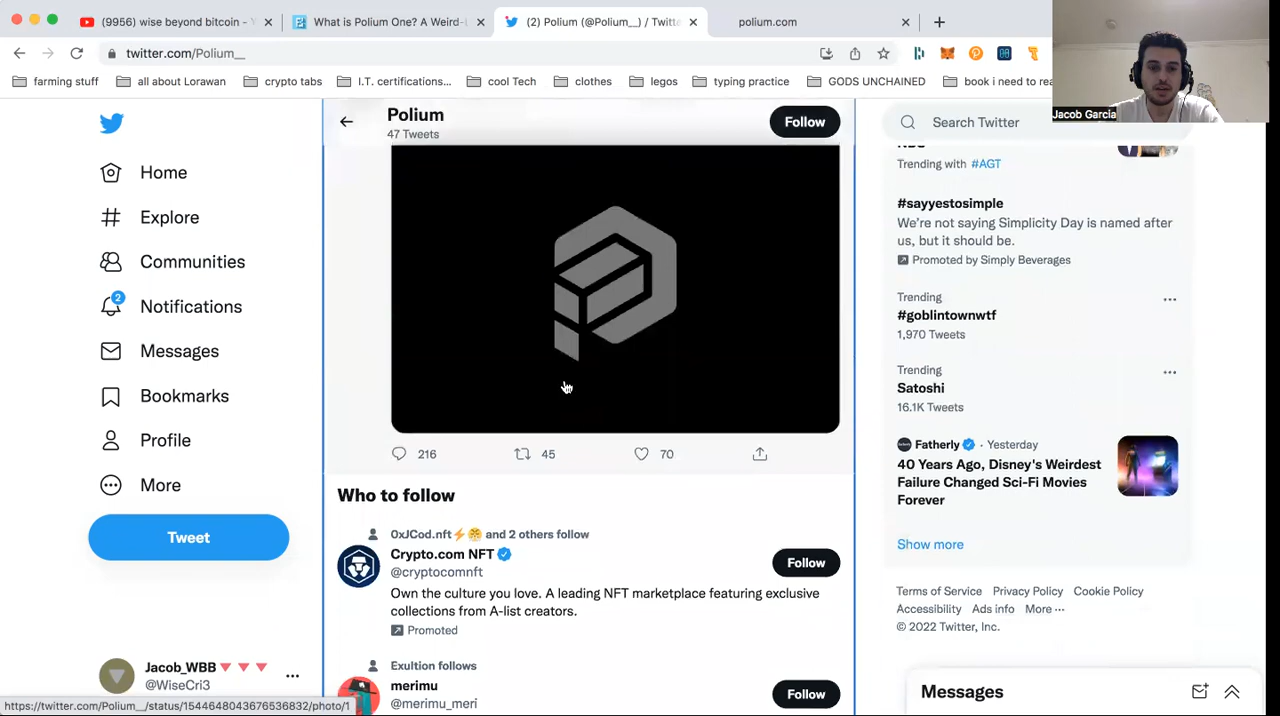 (9956) wise beyond bitcoin - Y
What is Polium One? A Weird-L
(2) Polium (@Polium__) / Twitte
polium.com
twitter.com/Polium__
farming stuff
all about Lorawan
crypto tabs
I.T. certifications...
cool Tech
clothes
legos
typing practice
GODS UNCHAINED
book i need to rea
Jacob Garcia
Polium
47 Tweets
Follow
Search Twitter
Home
Explore
Communities
2
Notifications
Messages
Bookmarks
Profile
More
Tweet
Jacob_WBB
@WiseCri3
216
45
70
Who to follow
0xJCod.nft⚡😤 and 2 others follow
Crypto.com NFT
@cryptocomnft
Follow
Own the culture you love. A leading NFT marketplace featuring exclusive
collections from A-list creators.
Promoted
Exultion follows
merimu
@merimu_meri
Follow
Trending with #AGT
#sayyestosimple
We're not saying Simplicity Day is named after
us, but it should be.
Promoted by Simply Beverages
Trending
#goblintownwtf
1,970 Tweets
Trending
Satoshi
16.1K Tweets
Fatherly · Yesterday
40 Years Ago, Disney's Weirdest
Failure Changed Sci-Fi Movies
Forever
Show more
Terms of Service Privacy Policy Cookie Policy
Accessibility Ads info More ···
© 2022 Twitter, Inc.
Messages
https://twitter.com/Polium__/status/1544648043676536832/photo/1